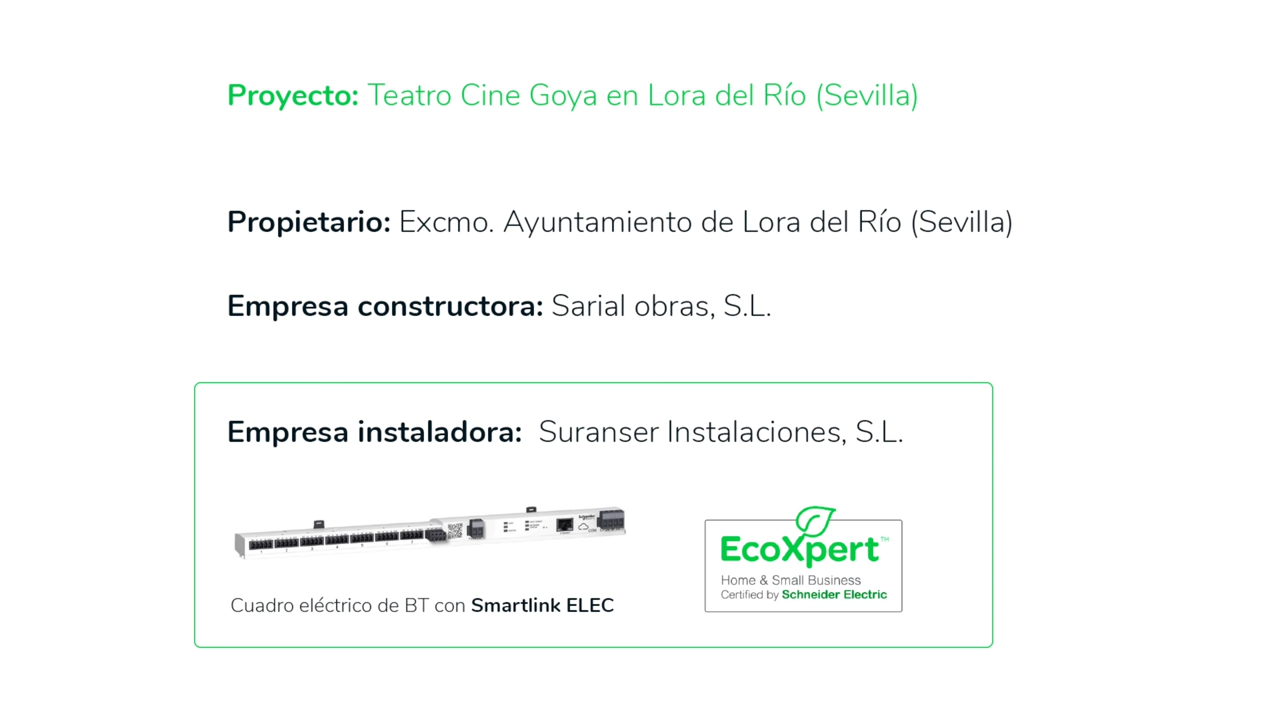 Proyecto: Teatro Cine Goya en Lora del Río (Sevilla)
Propietario: Excmo. Ayuntamiento de Lora del Río (Sevilla)
Empresa constructora: Sarial obras, S.L.
Empresa instaladora: Suranser Instalaciones, S.L.
Cuadro eléctrico de BT con Smartlink ELEC
EcoXpert™
Home & Small Business
Certified by Schneider Electric